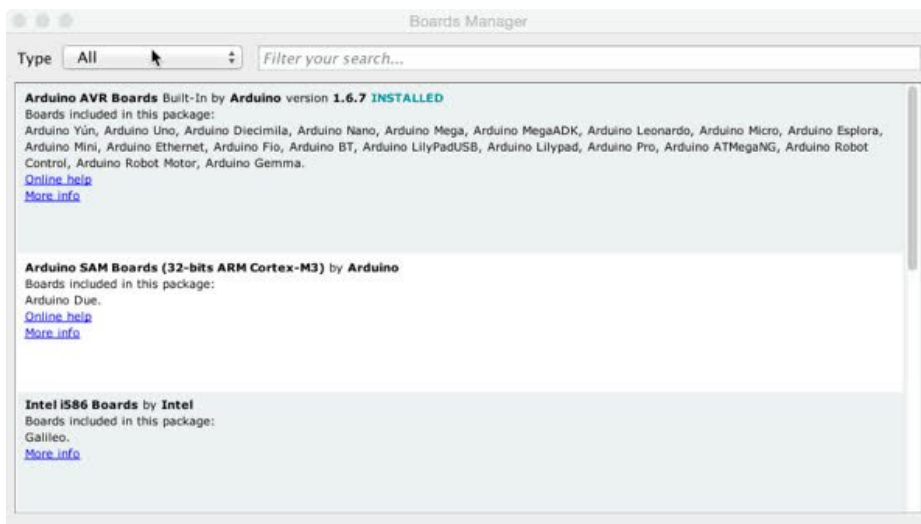 Boards Manager
Type All Filter your search...
Arduino AVR Boards Built-In by Arduino version 1.6.7 INSTALLED
Boards included in this package:
Arduino Yún, Arduino Uno, Arduino Diecimila, Arduino Nano, Arduino Mega, Arduino MegaADK, Arduino Leonardo, Arduino Micro, Arduino Esplora,
Arduino Mini, Arduino Ethernet, Arduino Fio, Arduino BT, Arduino LilyPadUSB, Arduino Lilypad, Arduino Pro, Arduino ATMegaNG, Arduino Robot
Control, Arduino Robot Motor, Arduino Gemma.
Online help
More info
Arduino SAM Boards (32-bits ARM Cortex-M3) by Arduino
Boards included in this package:
Arduino Due.
Online help
More info
Intel i586 Boards by Intel
Boards included in this package:
Galileo.
More info